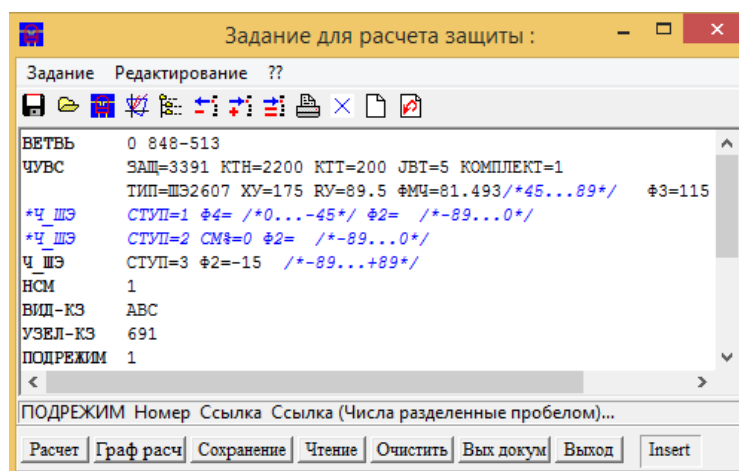 Задание для расчета защиты :
Задание Редактирование ??
ВЕТВЬ 0 848-513
ЧУВС ЗАЩ=3391 КТН=2200 КТТ=200 JВТ=5 КОМПЛЕКТ=1
ТИП=ШЭ2607 ХУ=175 RУ=89.5 ФМЧ=81.493/*45...89*/ Ф3=115
*Ч_ШЭ СТУП=1 Ф4= /*0...-45*/ Ф2= /*-89...0*/
*Ч_ШЭ СТУП=2 СМ%=0 Ф2= /*-89...0*/
Ч_ШЭ СТУП=3 Ф2=-15 /*-89...+89*/
НСМ 1
ВИД-КЗ АВС
УЗЕЛ-КЗ 691
ПОДРЕЖИМ 1
ПОДРЕЖИМ Номер Ссылка Ссылка (Числа разделенные пробелом)...
Расчет Граф расч Сохранение Чтение Очистить Вых докум Выход Insert